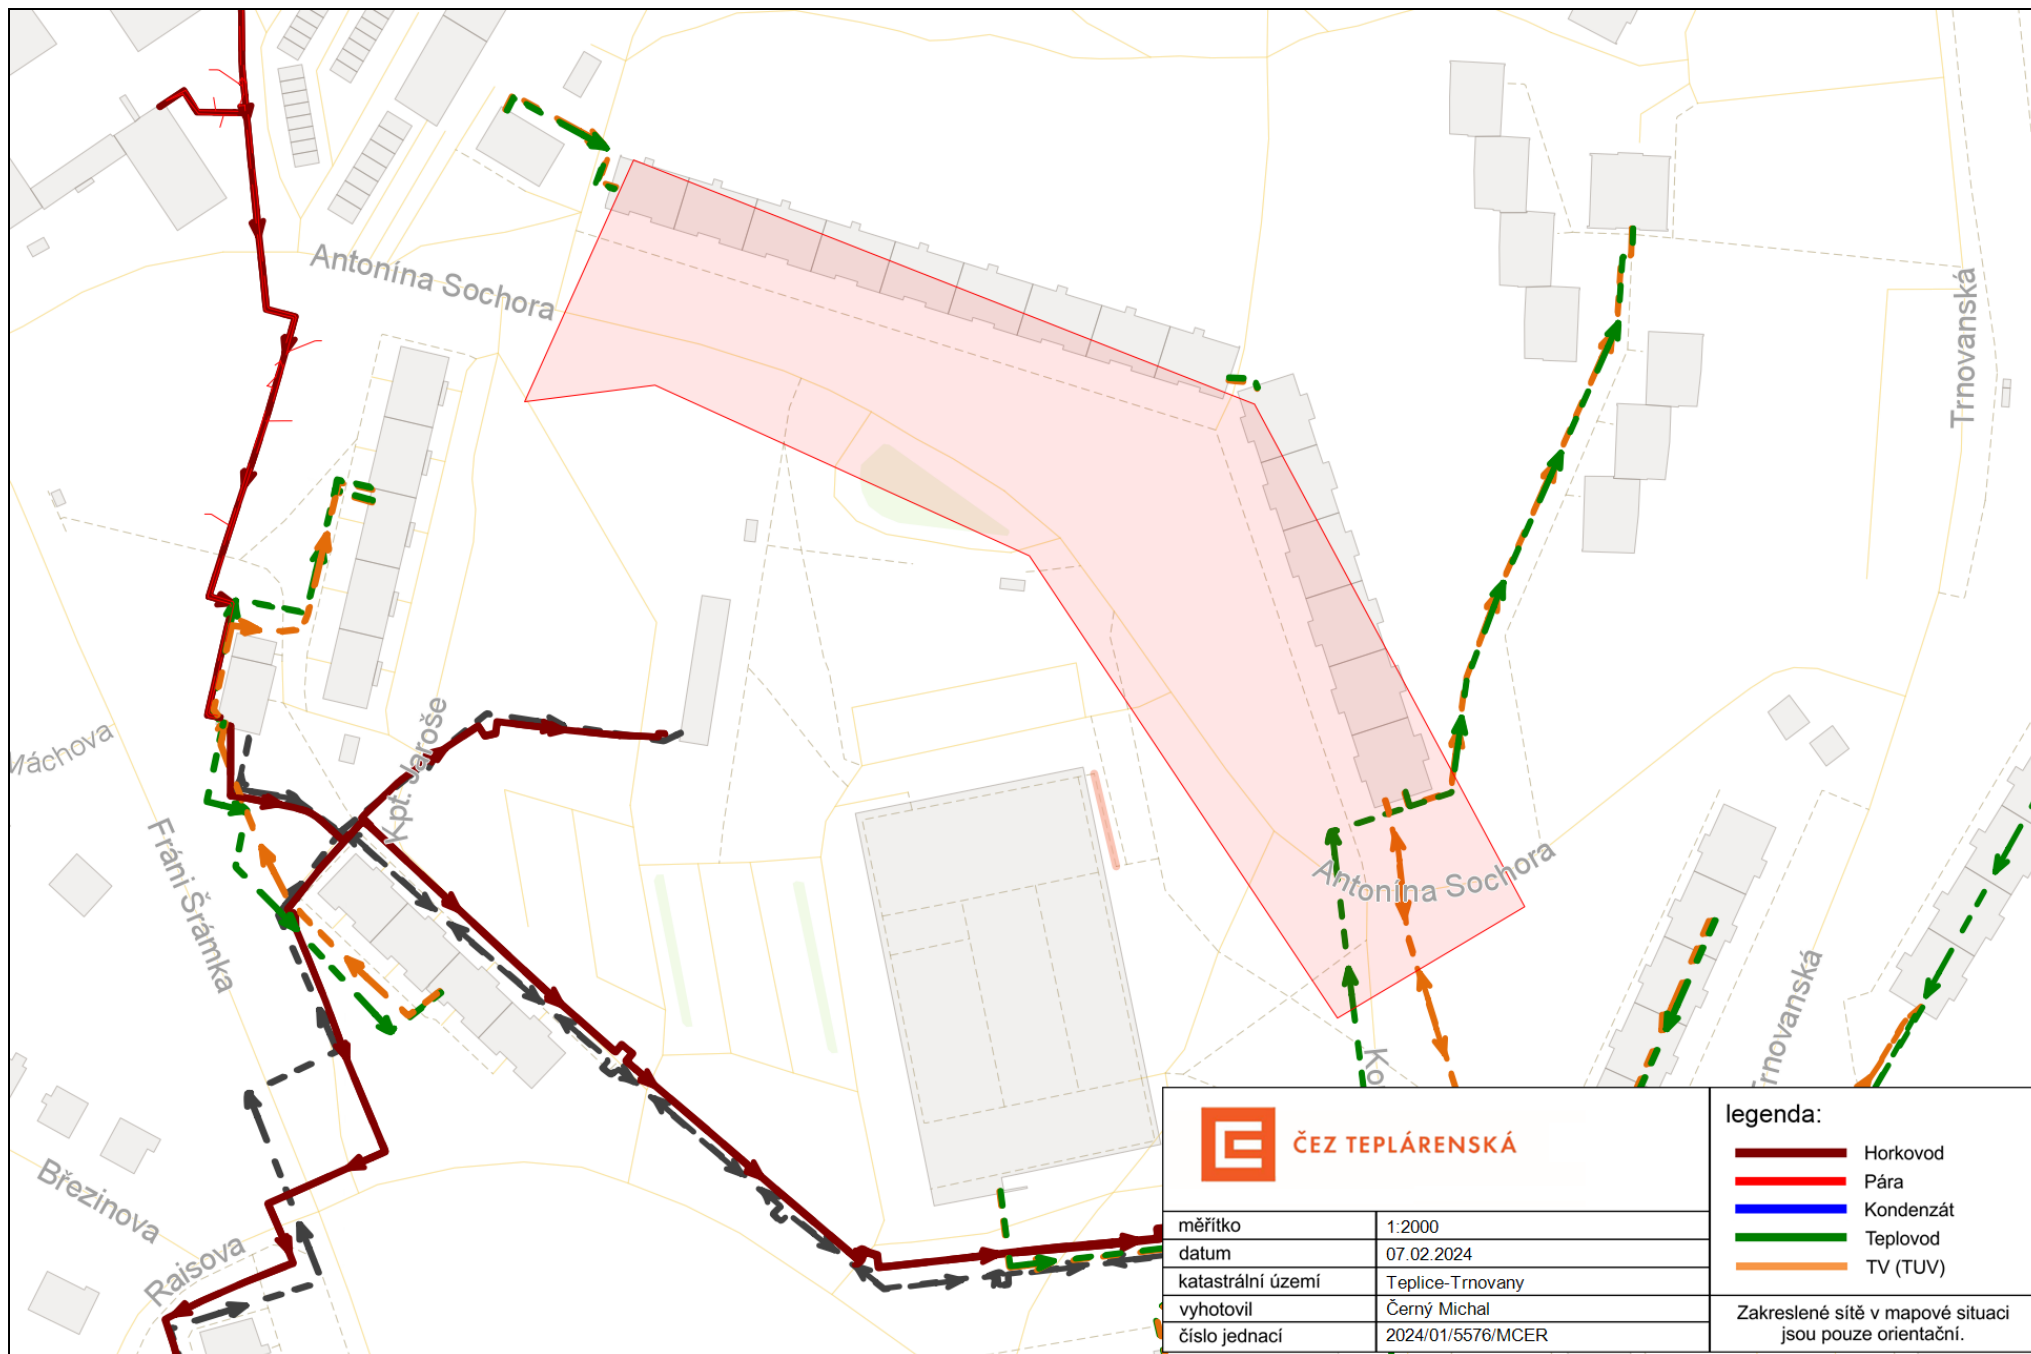 Antonína Sochora
Trnovanská
Máchova
Kpt. Jaroše
Fráni Šrámka
Antonína Sochora
Trnovanská
Ko
Březinova
Raisova
ČEZ TEPLÁRENSKÁ
měřítko 1:2000
datum 07.02.2024
katastrální území Teplice-Trnovany
vyhotovil Černý Michal
číslo jednací 2024/01/5576/MCER
legenda:
Horkovod
Pára
Kondenzát
Teplovod
TV (TUV)
Zakreslené sítě v mapové situaci
jsou pouze orientační.